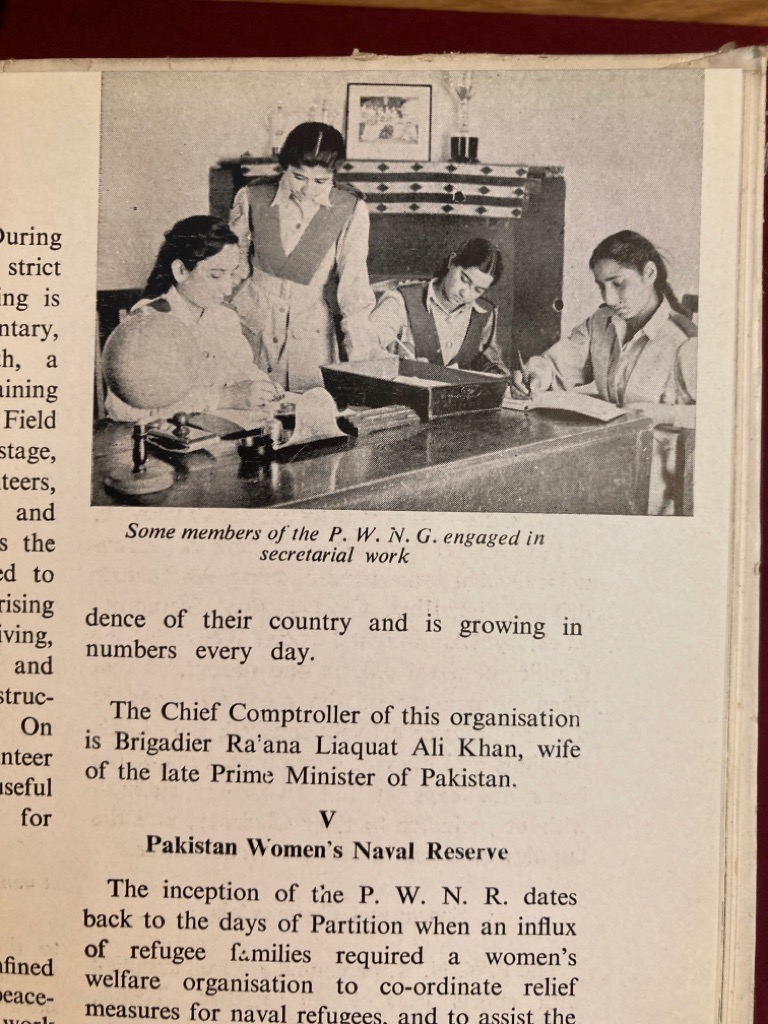 During
strict
ing is
ntary,
th, a
aining
Field
stage,
teers,
and
s the
ed to
rising
iving,
and
struc-
On
nteer
useful
for
fined
peace-
work
Some members of the P. W. N. G. engaged in
secretarial work
dence of their country and is growing in
numbers every day.
The Chief Comptroller of this organisation
is Brigadier Ra'ana Liaquat Ali Khan, wife
of the late Prime Minister of Pakistan.
V
Pakistan Women's Naval Reserve
The inception of the P. W. N. R. dates
back to the days of Partition when an influx
of refugee families required a women's
welfare organisation to co-ordinate relief
measures for naval refugees, and to assist the